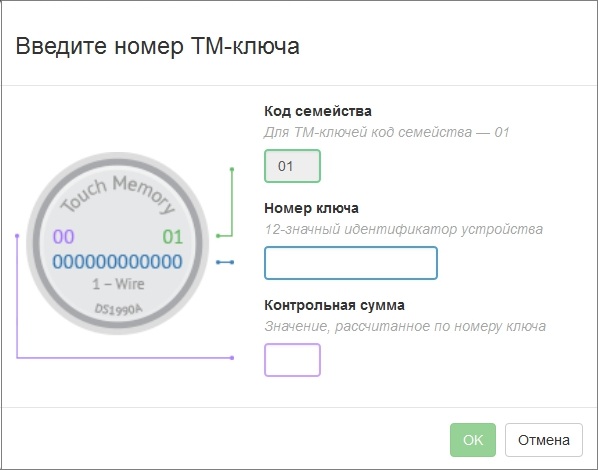 Введите номер ТМ-ключа
Код семейства
Для ТМ-ключей код семейства — 01
01
Номер ключа
12-значный идентификатор устройства
Контрольная сумма
Значение, рассчитанное по номеру ключа
Touch Memory
00 01
000000000000
1 – Wire
DS1990A
OK Отмена